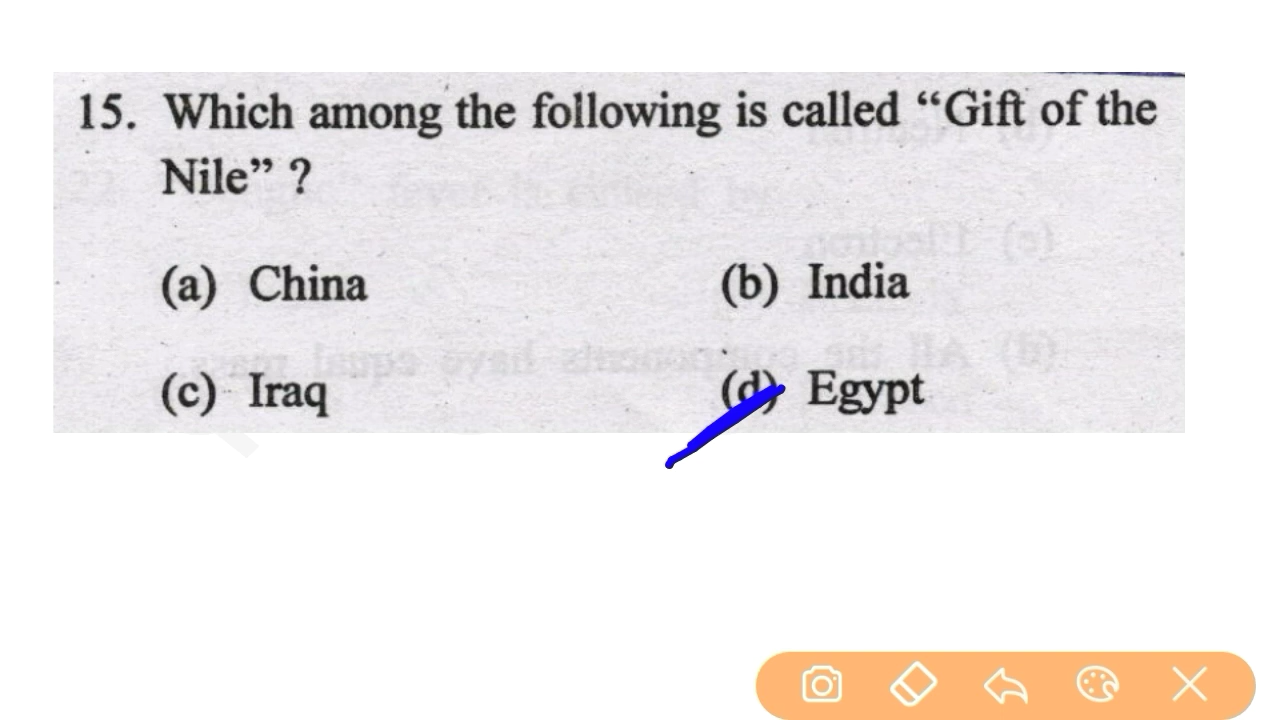 15. Which among the following is called “Gift of the
Nile” ?
(a) China
(b) India
(c) Iraq
(d) Egypt